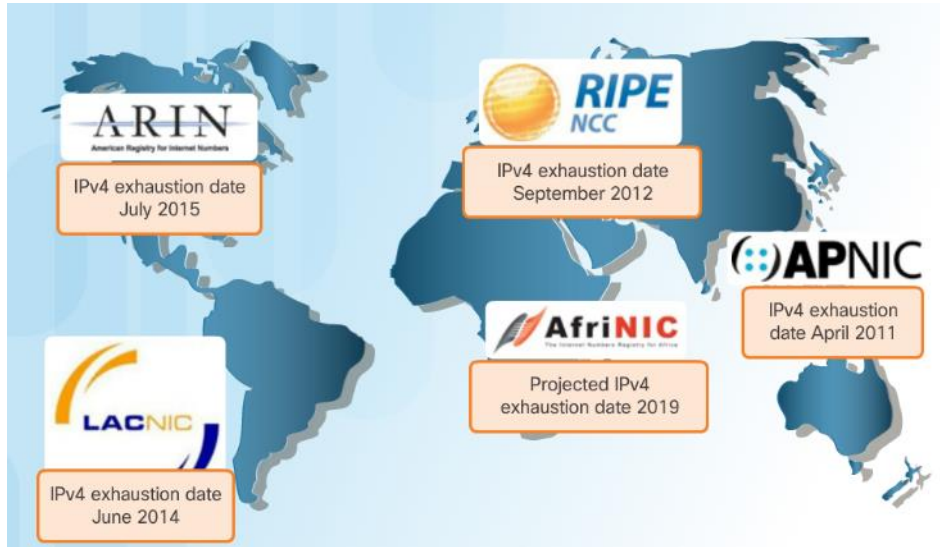 ARIN
American Registry for Internet Numbers
IPv4 exhaustion date
July 2015
RIPE
NCC
IPv4 exhaustion date
September 2012
APNIC
IPv4 exhaustion
date April 2011
AfriNIC
The Internet Numbers Registry for Africa
Projected IPv4
exhaustion date 2019
LACNIC
IPv4 exhaustion date
June 2014